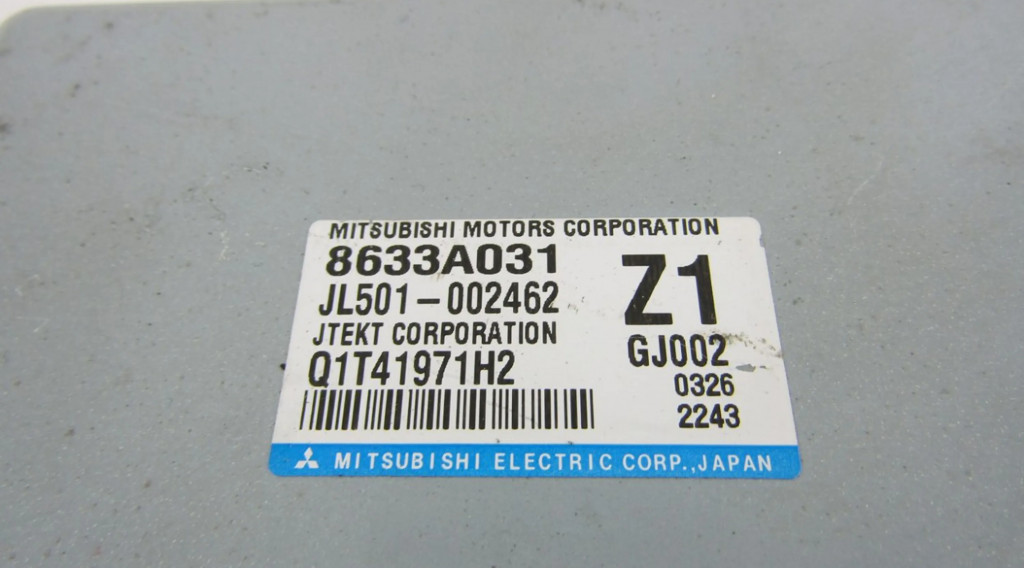 MITSUBISHI MOTORS CORPORATION
8633A031
JL501-002462
JTEKT CORPORATION
Q1T41971H2
Z1
GJ002
0326
2243
MITSUBISHI ELECTRIC CORP.,JAPAN